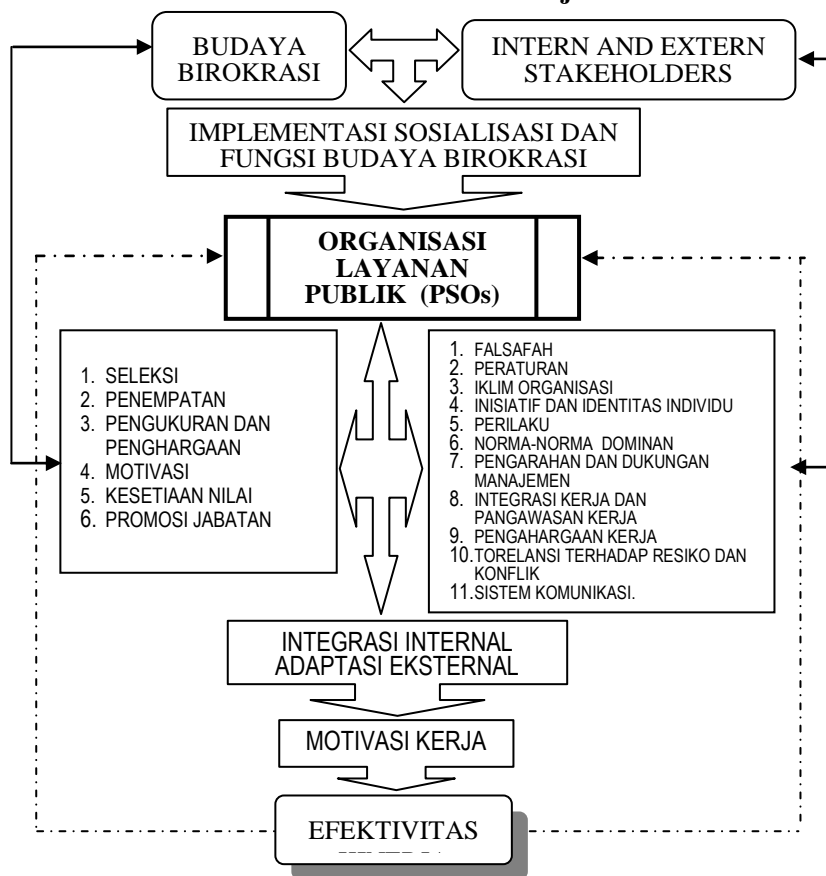 BUDAYA
BIROKRASI
INTERN AND EXTERN
STAKEHOLDERS
IMPLEMENTASI SOSIALISASI DAN
FUNGSI BUDAYA BIROKRASI
ORGANISASI
LAYANAN
PUBLIK (PSOs)
1. SELEKSI
2. PENEMPATAN
3. PENGUKURAN DAN
PENGHARGAAN
4. MOTIVASI
5. KESETIAAN NILAI
6. PROMOSI JABATAN
1. FALSAFAH
2. PERATURAN
3. IKLIM ORGANISASI
4. INISIATIF DAN IDENTITAS INDIVIDU
5. PERILAKU
6. NORMA-NORMA DOMINAN
7. PENGARAHAN DAN DUKUNGAN
MANAJEMEN
8. INTEGRASI KERJA DAN
PANGAWASAN KERJA
9. PENGAHARGAAN KERJA
10.TORELANSI TERHADAP RESIKO DAN
KONFLIK
11.SISTEM KOMUNIKASI.
INTEGRASI INTERNAL
ADAPTASI EKSTERNAL
MOTIVASI KERJA
EFEKTIVITAS